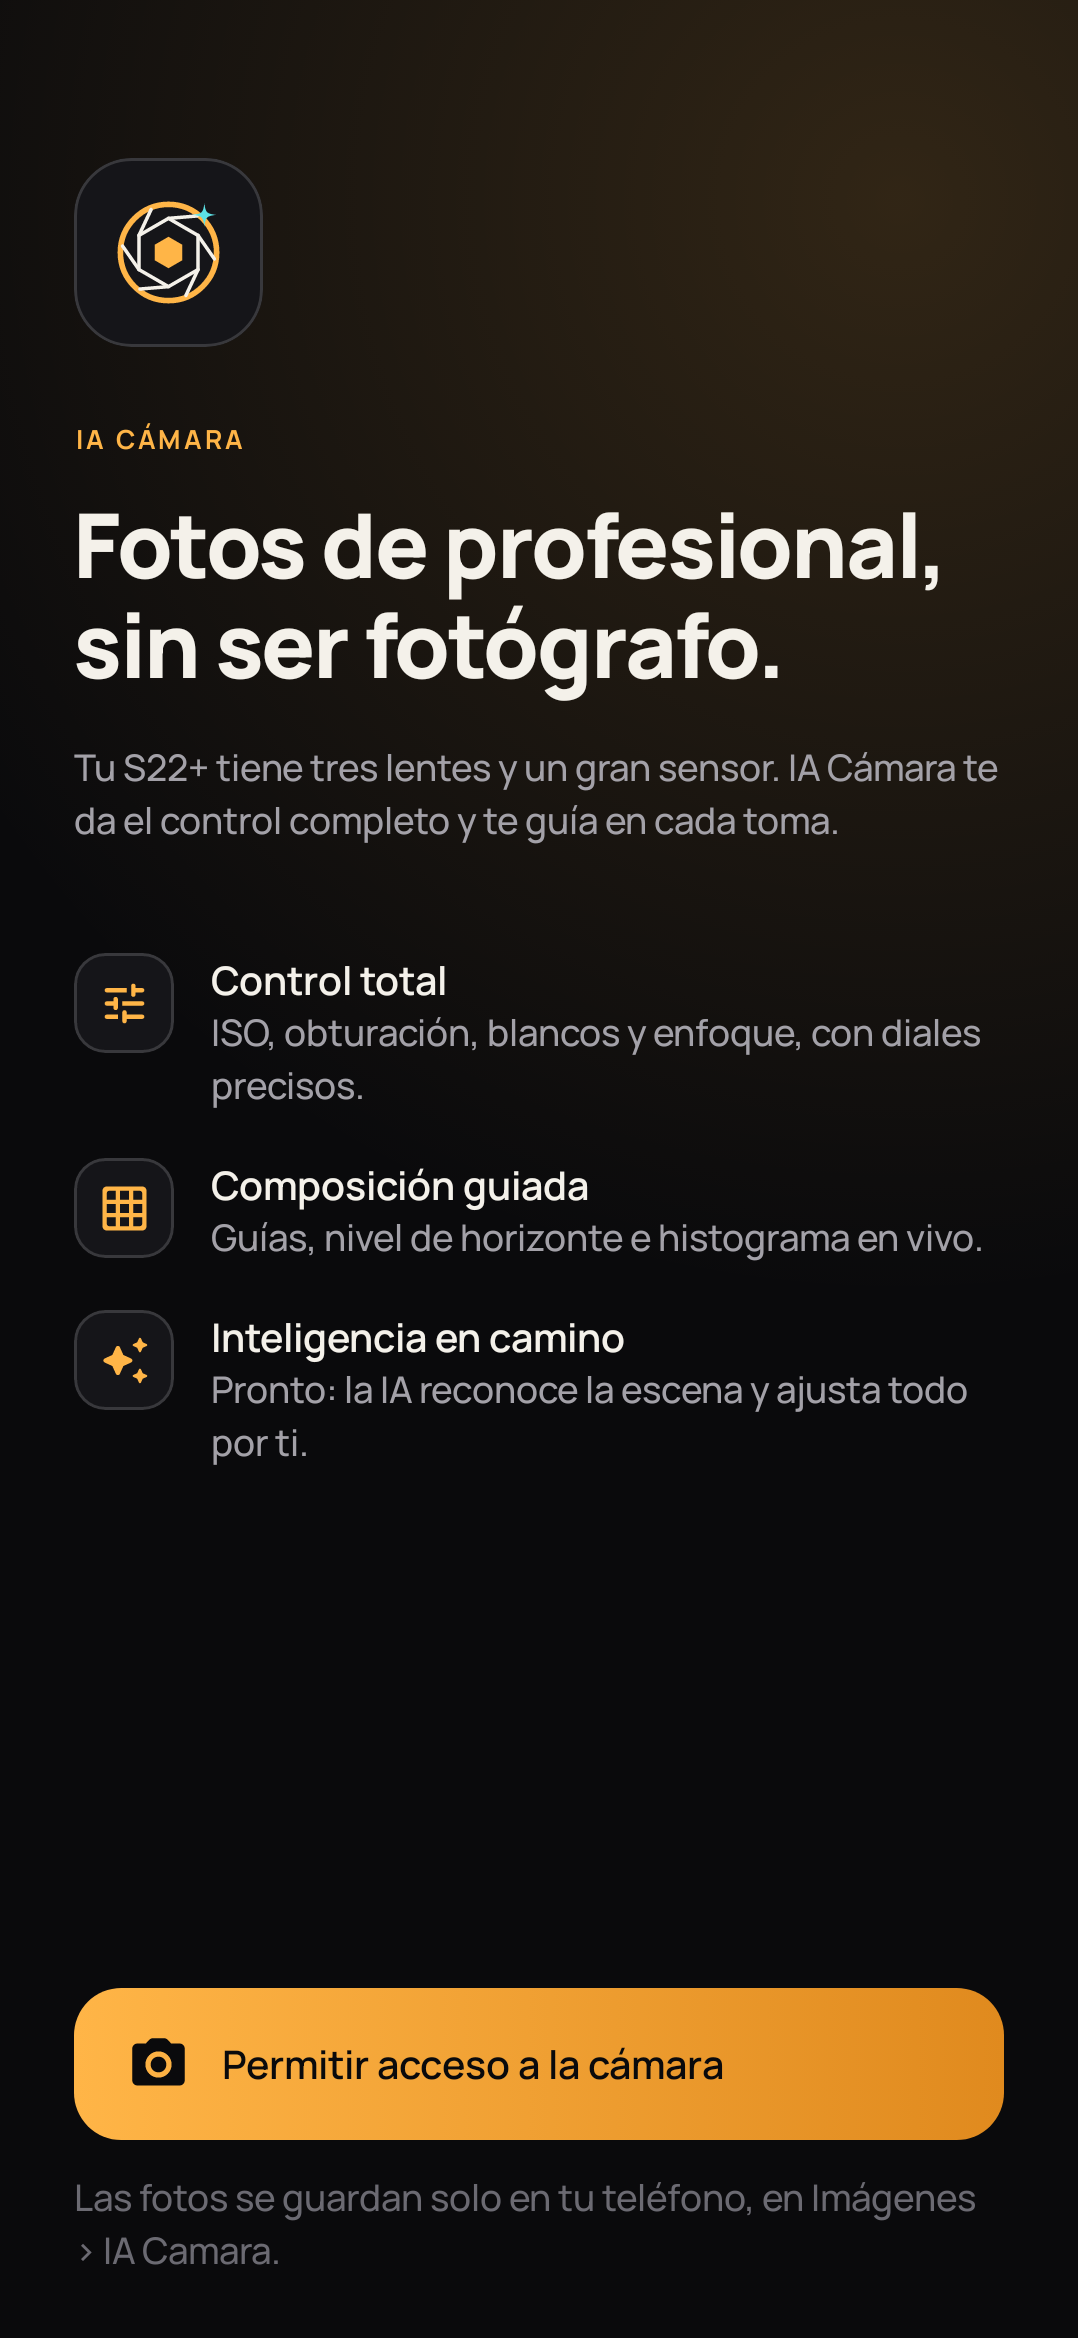 IA CÁMARA
Fotos de profesional,
sin ser fotógrafo.
Tu S22+ tiene tres lentes y un gran sensor. IA Cámara te
da el control completo y te guía en cada toma.
Control total
ISO, obturación, blancos y enfoque, con diales
precisos.
Composición guiada
Guías, nivel de horizonte e histograma en vivo.
Inteligencia en camino
Pronto: la IA reconoce la escena y ajusta todo
por ti.
Permitir acceso a la cámara
Las fotos se guardan solo en tu teléfono, en Imágenes
› IA Camara.